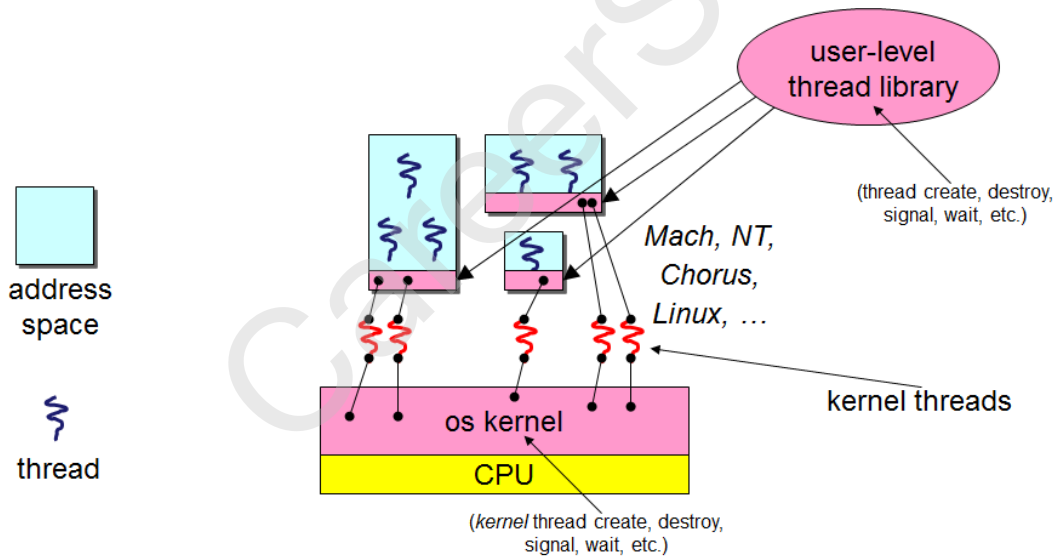 user-level
thread library
(thread create, destroy,
signal, wait, etc.)
Mach, NT,
Chorus,
Linux, …
address
space
thread
kernel threads
os kernel
CPU
(kernel thread create, destroy,
signal, wait, etc.)